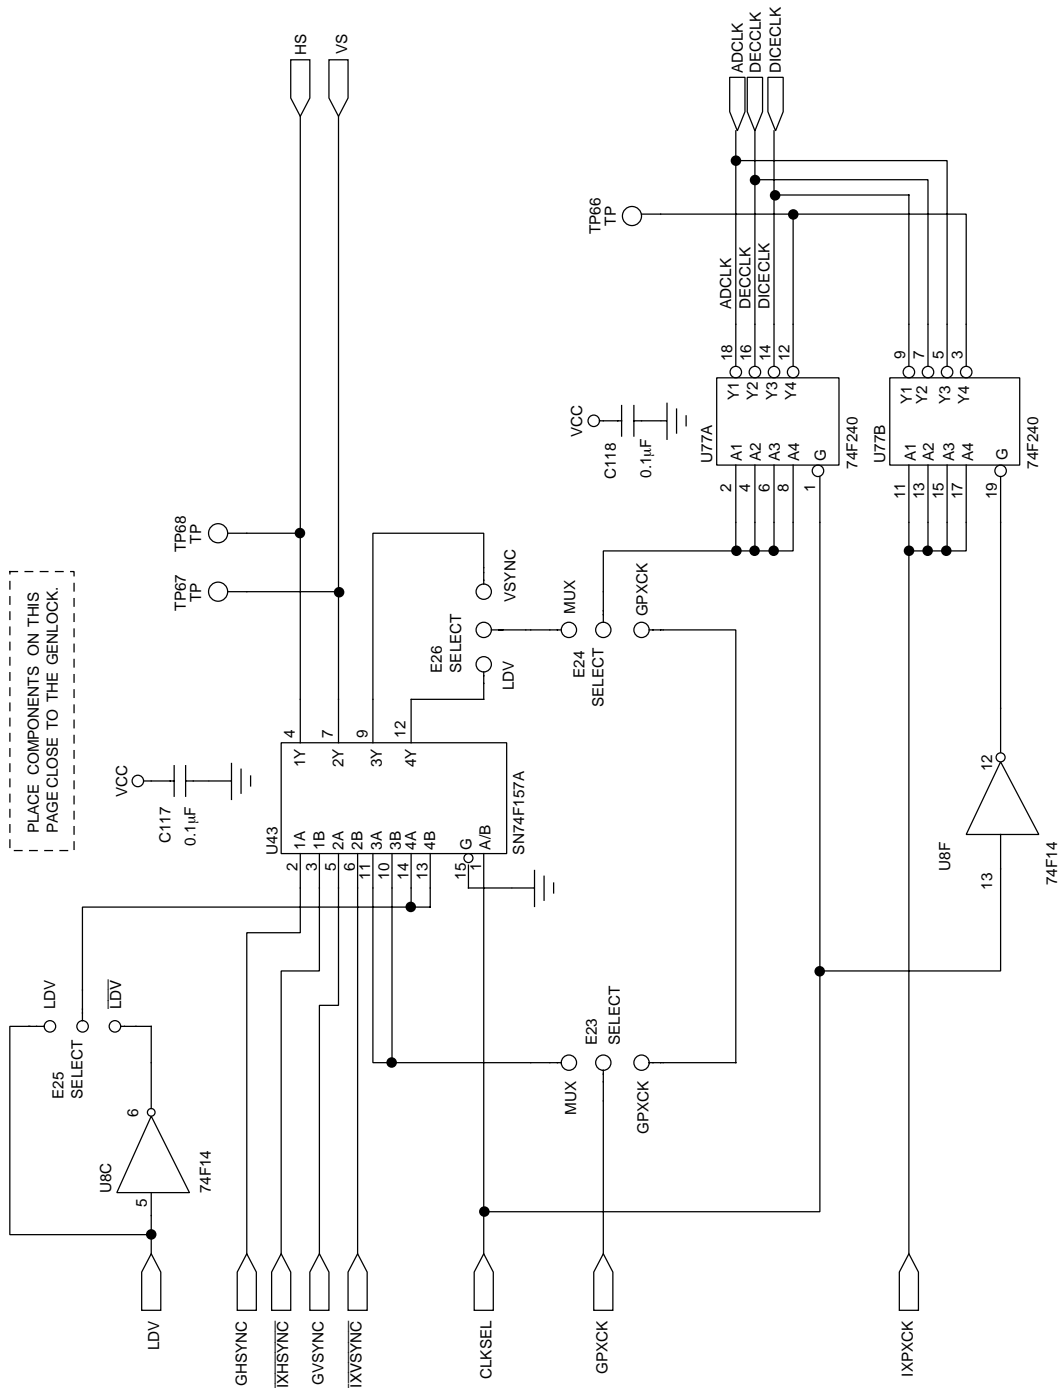 PLACE COMPONENTS ON THIS
PAGE CLOSE TO THE GENLOCK.
HS
VS
TP68
TP
TP67
TP
VCC
C117
0.1µF
U43
2 1A
3 1B
5 2A
6 2B
11 3A
10 3B
14 4A
13 4B
15 G
1 A/B
1Y 4
2Y 7
3Y 9
4Y 12
SN74F157A
LDV
U8C
5
6
74F14
E25
SELECT
LDV
LDV
GHSYNC
IXHSYNC
GVSYNC
IXVSYNC
CLKSEL
GPXCK
IXPXCK
VSYNC
E26
SELECT
LDV
MUX
E24
SELECT
GPXCK
MUX
E23
SELECT
GPXCK
VCC
C118
0.1µF
TP66
TP
ADCLK
DECCLK
DICECLK
ADCLK
DECCLK
DICECLK
U77A
2 A1
4 A2
6 A3
8 A4
1 G
Y1 18
Y2 16
Y3 14
Y4 12
74F240
U77B
11 A1
13 A2
15 A3
17 A4
19 G
Y1 9
Y2 7
Y3 5
Y4 3
74F240
U8F
13
12
74F14